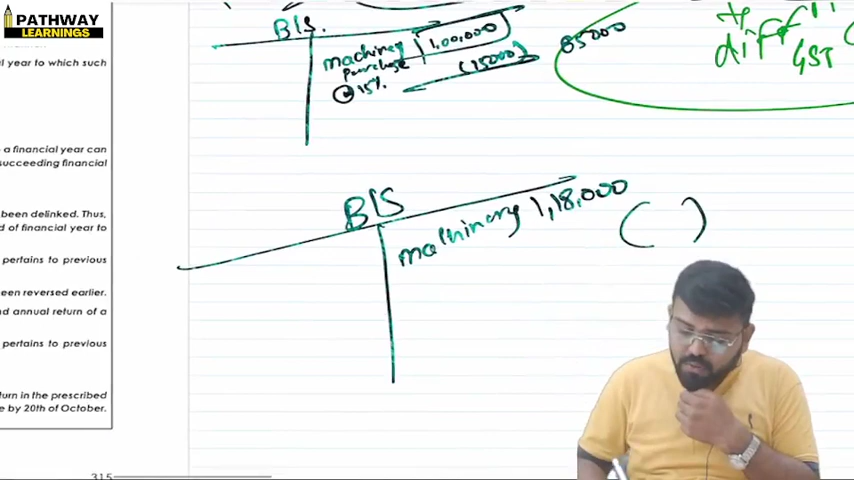 PATHWAY
LEARNINGS
l year to which such
a financial year can
succeeding financial
been delinked. Thus,
d of financial year to
pertains to previous
een reversed earlier.
nd annual return of a
pertains to previous
turn in the prescribed
e by 20th of October.
315
B/S.
machinery 1,00,000
purchase (15000) 85000
@ 15%.
to
diff
GST
B/S
machinery 1,18,000
( )